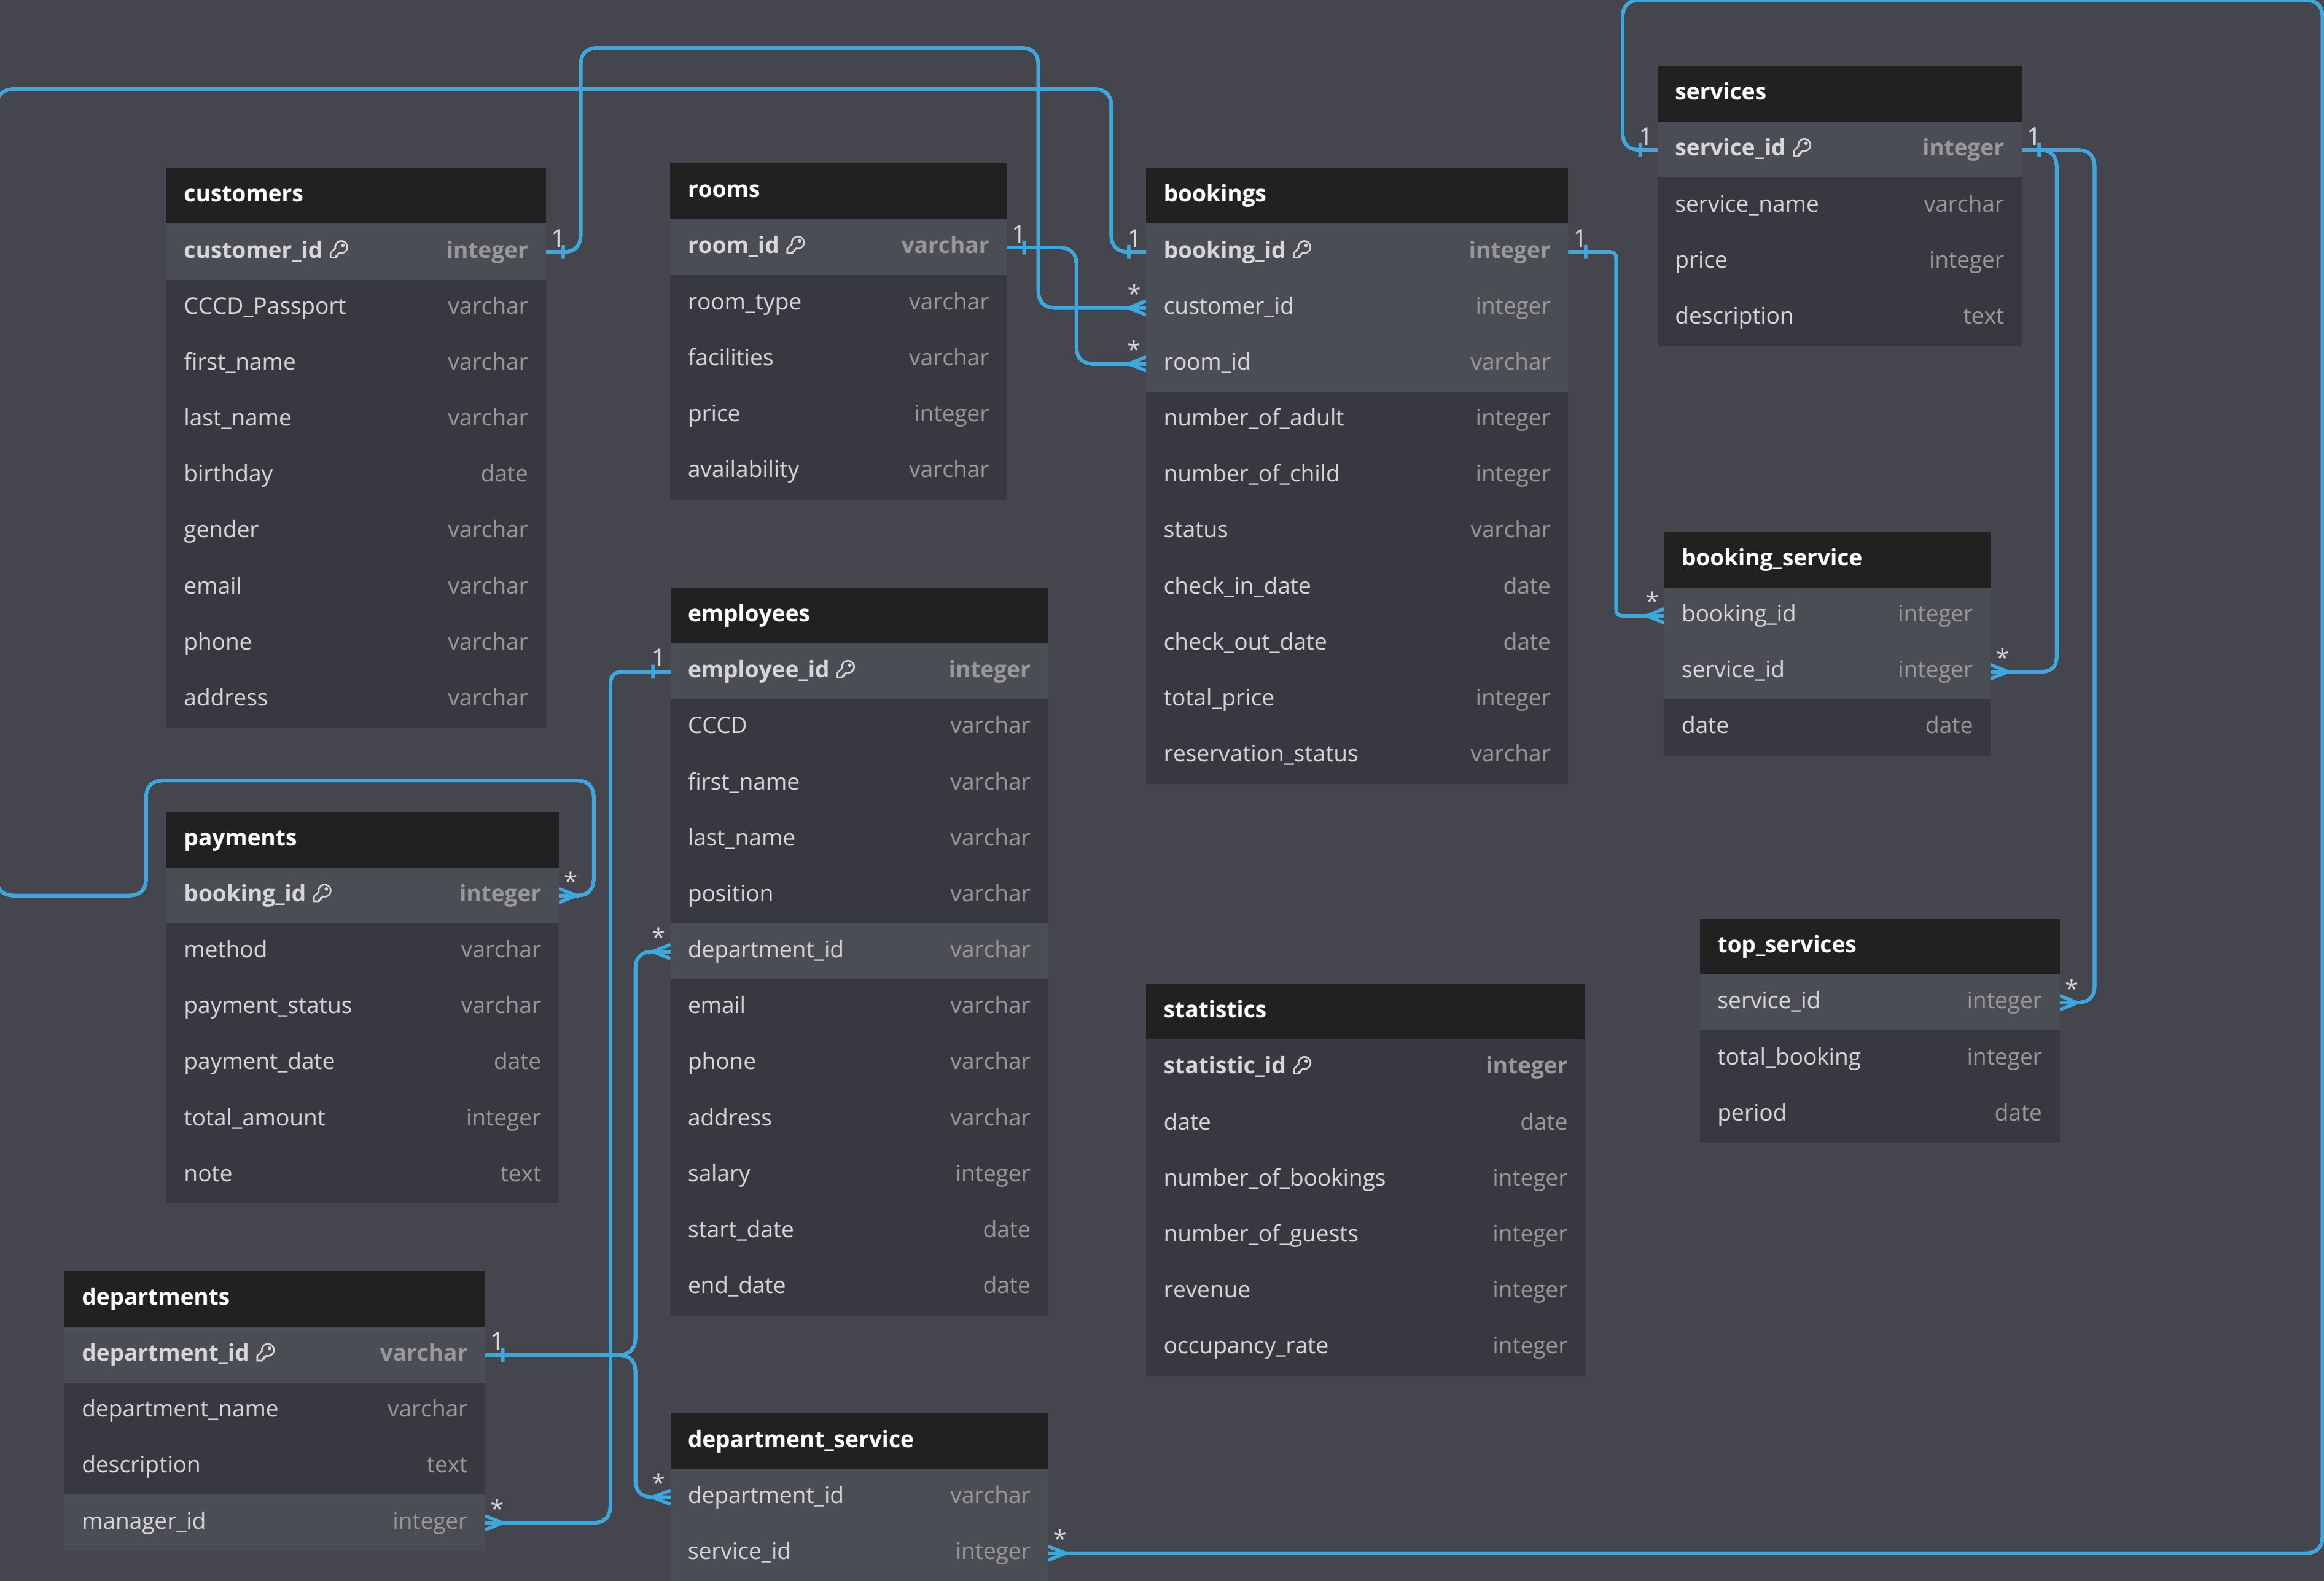 customers
customer_id integer
CCCD_Passport varchar
first_name varchar
last_name varchar
birthday date
gender varchar
email varchar
phone varchar
address varchar
1
rooms
room_id varchar
room_type varchar
facilities varchar
price integer
availability varchar
1
bookings
1
booking_id integer
1
*
customer_id integer
*
room_id varchar
number_of_adult integer
number_of_child integer
status varchar
check_in_date date
check_out_date date
total_price integer
reservation_status varchar
services
1
service_id integer
1
service_name varchar
price integer
description text
booking_service
*
booking_id integer
service_id integer
*
date date
employees
1
employee_id integer
CCCD varchar
first_name varchar
last_name varchar
position varchar
*
department_id varchar
email varchar
phone varchar
address varchar
salary integer
start_date date
end_date date
payments
booking_id integer
*
method varchar
payment_status varchar
payment_date date
total_amount integer
note text
statistics
statistic_id integer
date date
number_of_bookings integer
number_of_guests integer
revenue integer
occupancy_rate integer
top_services
service_id integer
*
total_booking integer
period date
departments
department_id varchar
1
department_name varchar
description text
manager_id integer
*
department_service
*
department_id varchar
service_id integer
*